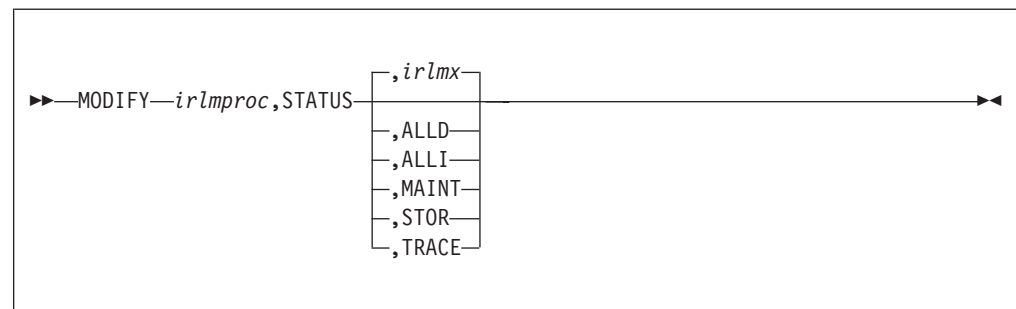 ,irlmx
MODIFY irlmproc,STATUS
,ALLD
,ALLI
,MAINT
,STOR
,TRACE